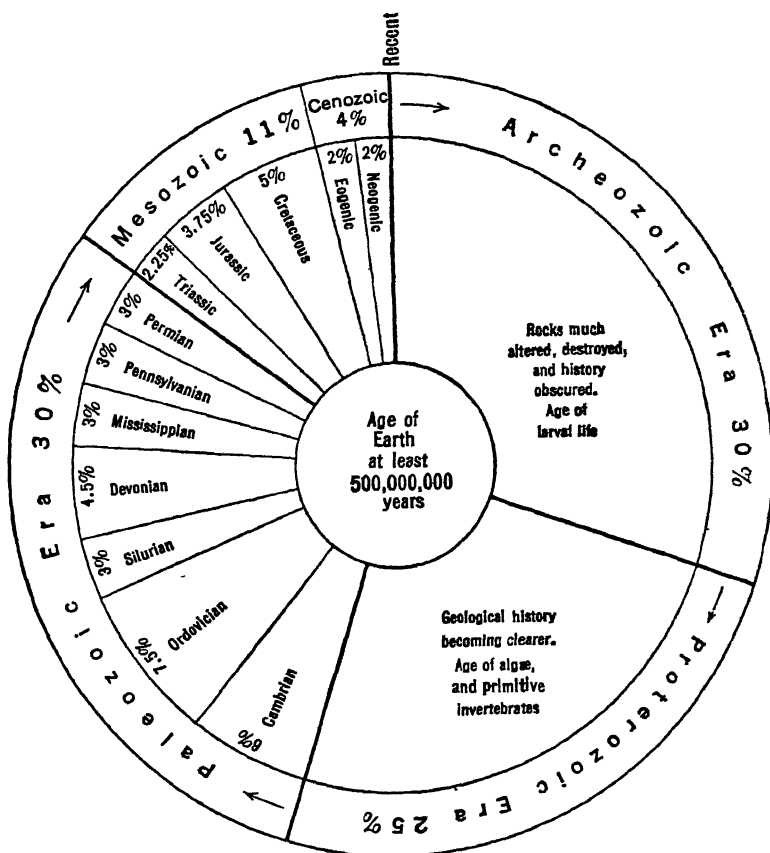 Recent
Archeozoic Era 30%
Rocks much
altered, destroyed,
and history
obscured.
Age of
larval life
Proterozoic Era 25%
Geological history
becoming clearer.
Age of algæ,
and primitive
invertebrates
Paleozoic Era 30%
6% Cambrian
7.5% Ordovician
3% Silurian
4.5% Devonian
3% Mississippian
3% Pennsylvanian
3% Permian
Mesozoic 11%
2.25% Triassic
3.75% Jurassic
5% Cretaceous
Cenozoic
4%
2% Eogenic
2% Neogenic
Age of
Earth
at least
500,000,000
years